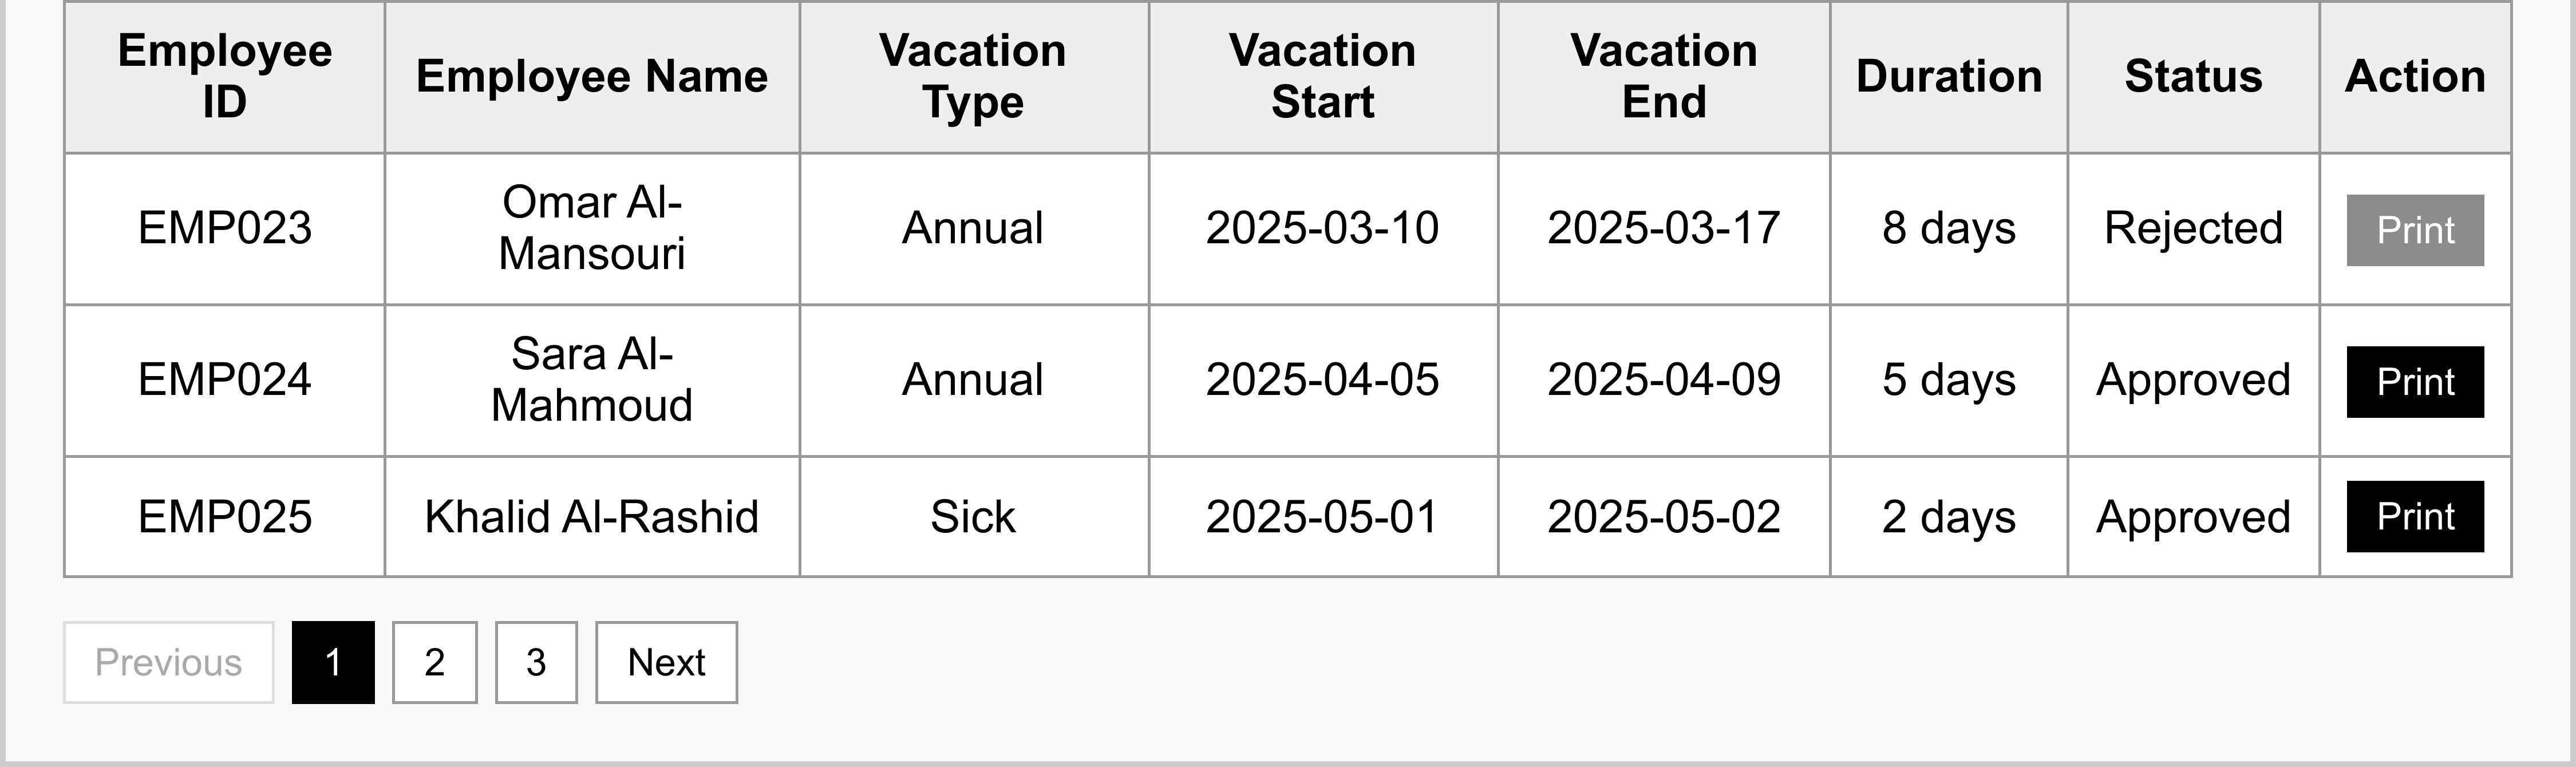 Employee ID Employee Name Vacation Type Vacation Start Vacation End Duration Status Action
EMP023 Omar Al-Mansouri Annual 2025-03-10 2025-03-17 8 days Rejected Print
EMP024 Sara Al-Mahmoud Annual 2025-04-05 2025-04-09 5 days Approved Print
EMP025 Khalid Al-Rashid Sick 2025-05-01 2025-05-02 2 days Approved Print
Previous 1 2 3 Next